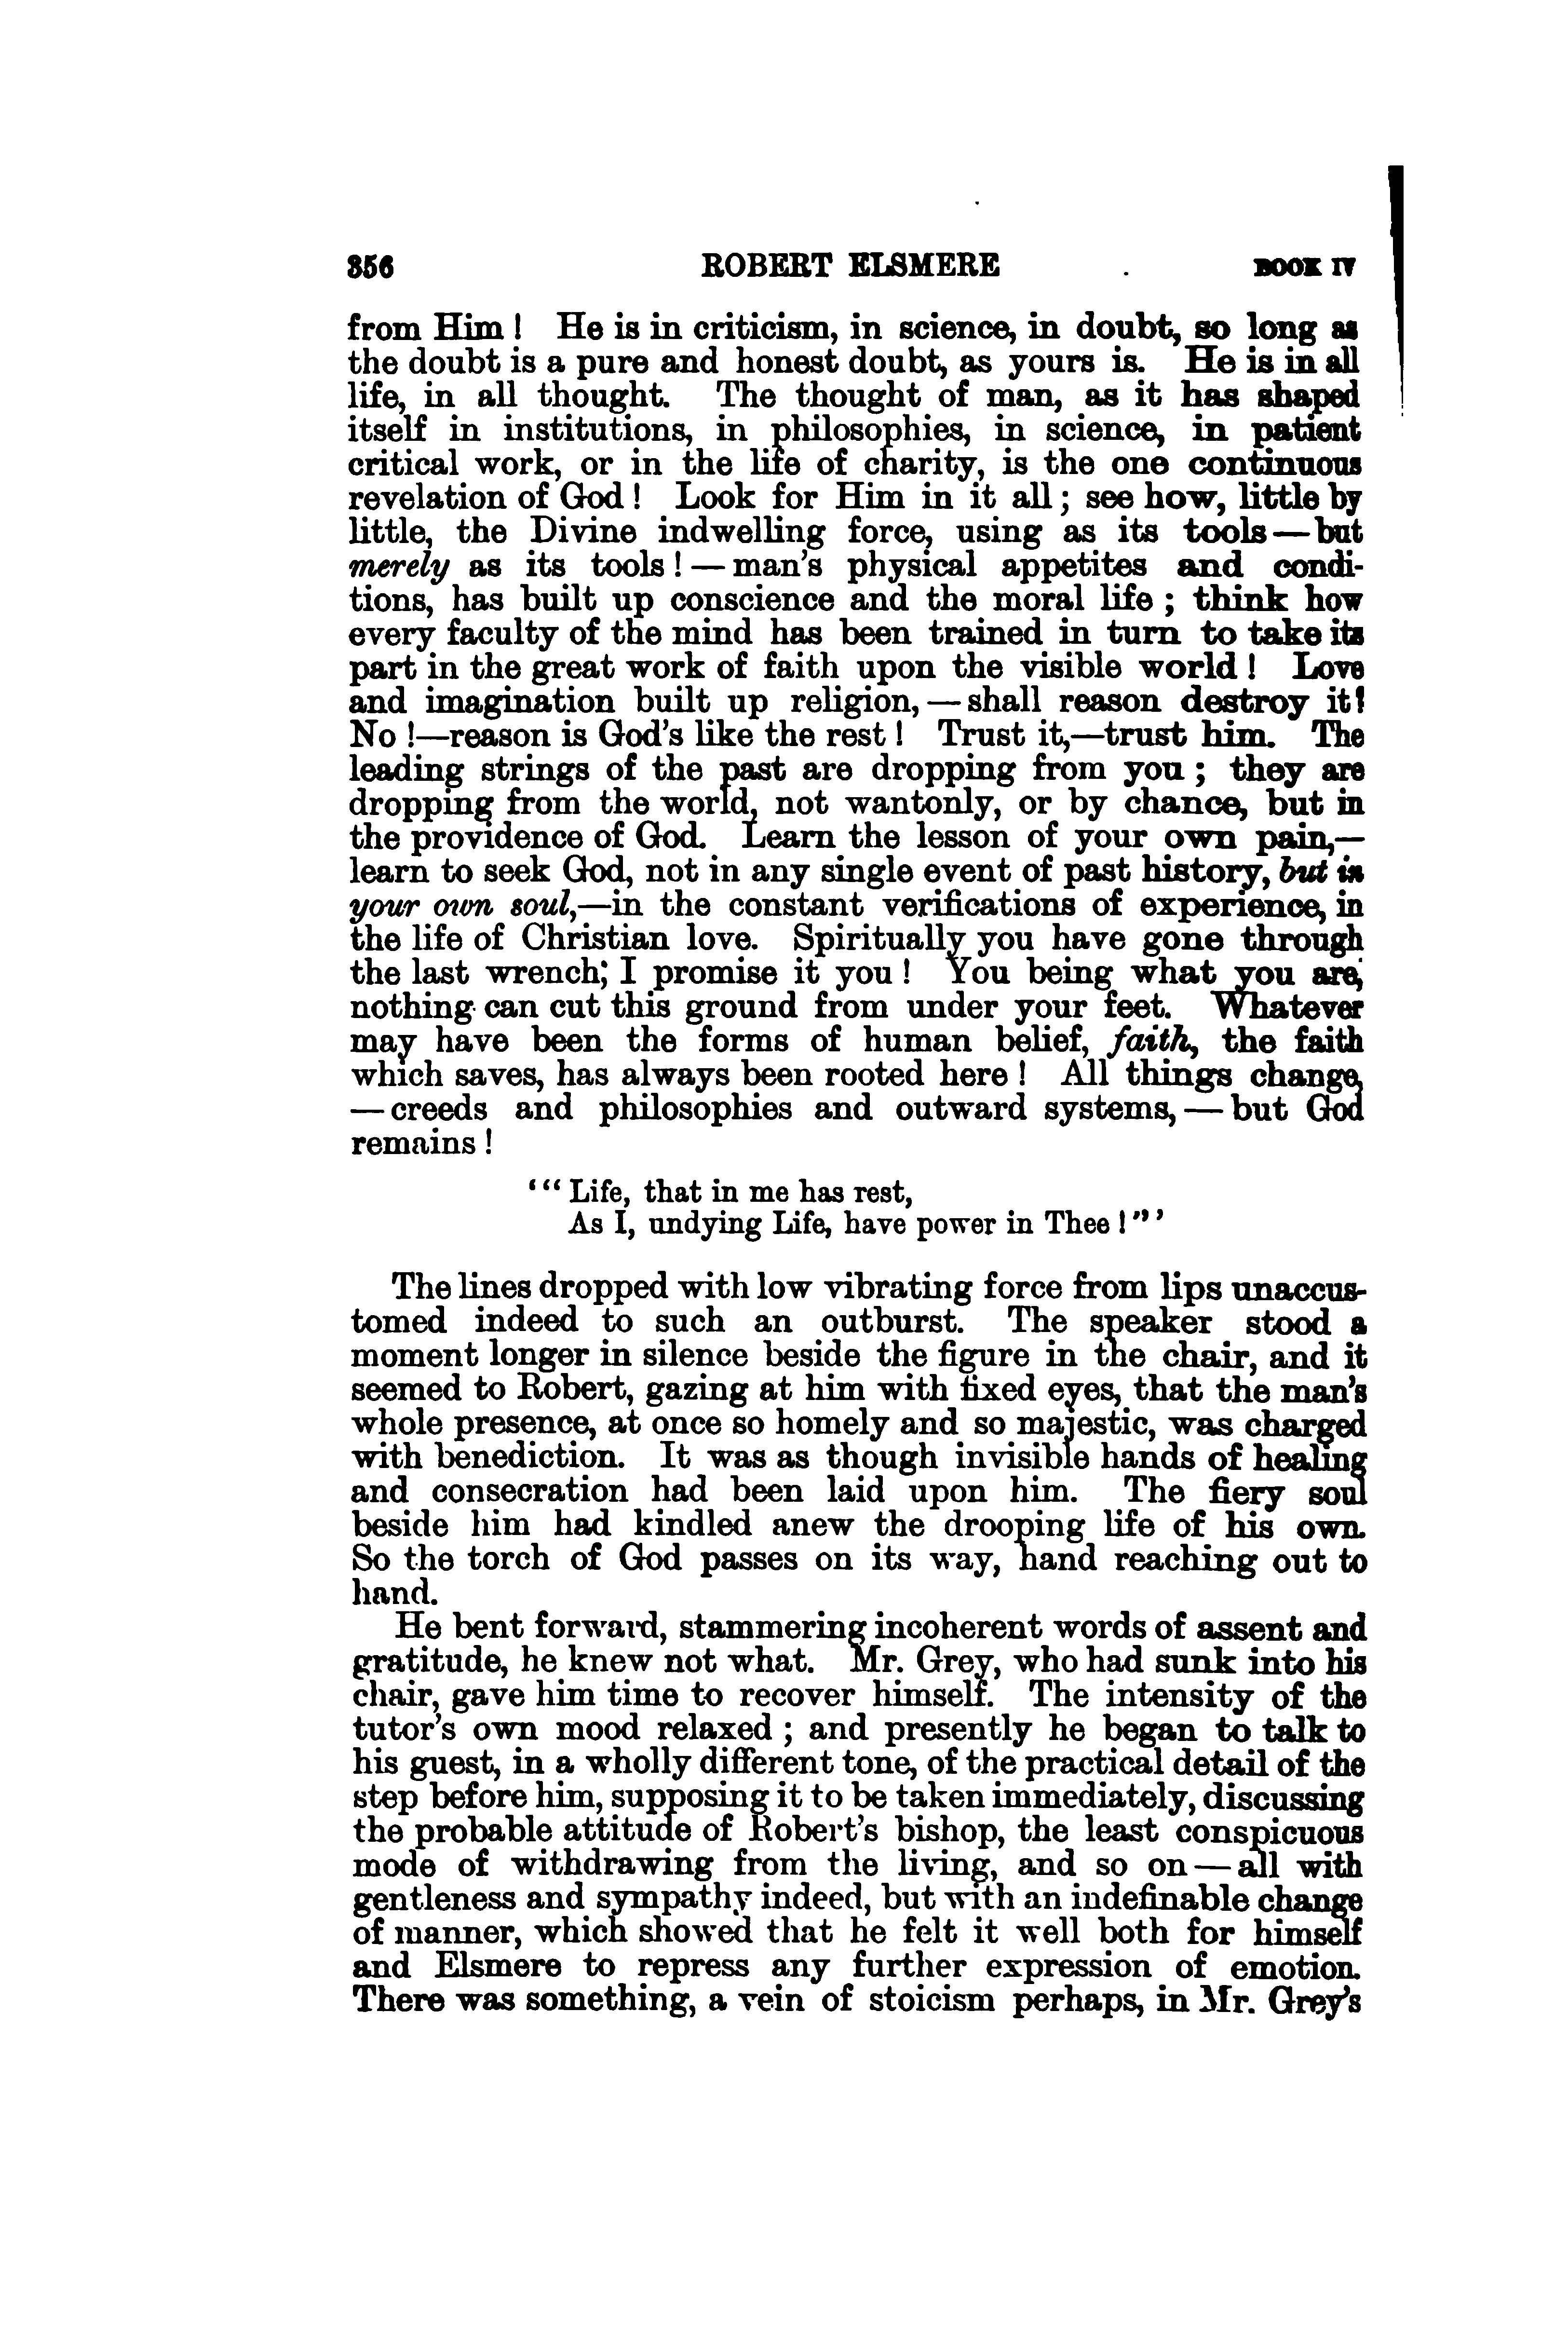 356 ROBERT ELSMERE BOOK IV
from Him! He is in criticism, in science, in doubt, so long as
the doubt is a pure and honest doubt, as yours is. He is in all
life, in all thought. The thought of man, as it has shaped
itself in institutions, in philosophies, in science, in patient
critical work, or in the life of charity, is the one continuous
revelation of God! Look for Him in it all; see how, little by
little, the Divine indwelling force, using as its tools—but
merely as its tools!—man's physical appetites and condi-
tions, has built up conscience and the moral life; think how
every faculty of the mind has been trained in turn to take its
part in the great work of faith upon the visible world! Love
and imagination built up religion,—shall reason destroy it!
No!—reason is God's like the rest! Trust it,—trust him. The
leading strings of the past are dropping from you; they are
dropping from the world, not wantonly, or by chance, but in
the providence of God. Learn the lesson of your own pain,—
learn to seek God, not in any single event of past history, but in
your own soul,—in the constant verifications of experience, in
the life of Christian love. Spiritually you have gone through
the last wrench; I promise it you! You being what you are,
nothing can cut this ground from under your feet. Whatever
may have been the forms of human belief, faith, the faith
which saves, has always been rooted here! All things change,
—creeds and philosophies and outward systems,—but God
remains!
'"Life, that in me has rest,
As I, undying Life, have power in Thee!"'
The lines dropped with low vibrating force from lips unaccus-
tomed indeed to such an outburst. The speaker stood a
moment longer in silence beside the figure in the chair, and it
seemed to Robert, gazing at him with fixed eyes, that the man's
whole presence, at once so homely and so majestic, was charged
with benediction. It was as though invisible hands of healing
and consecration had been laid upon him. The fiery soul
beside him had kindled anew the drooping life of his own.
So the torch of God passes on its way, hand reaching out to
hand.
He bent forward, stammering incoherent words of assent and
gratitude, he knew not what. Mr. Grey, who had sunk into his
chair, gave him time to recover himself. The intensity of the
tutor's own mood relaxed; and presently he began to talk to
his guest, in a wholly different tone, of the practical detail of the
step before him, supposing it to be taken immediately, discussing
the probable attitude of Robert's bishop, the least conspicuous
mode of withdrawing from the living, and so on—all with
gentleness and sympathy indeed, but with an indefinable change
of manner, which showed that he felt it well both for himself
and Elsmere to repress any further expression of emotion.
There was something, a vein of stoicism perhaps, in Mr. Grey's